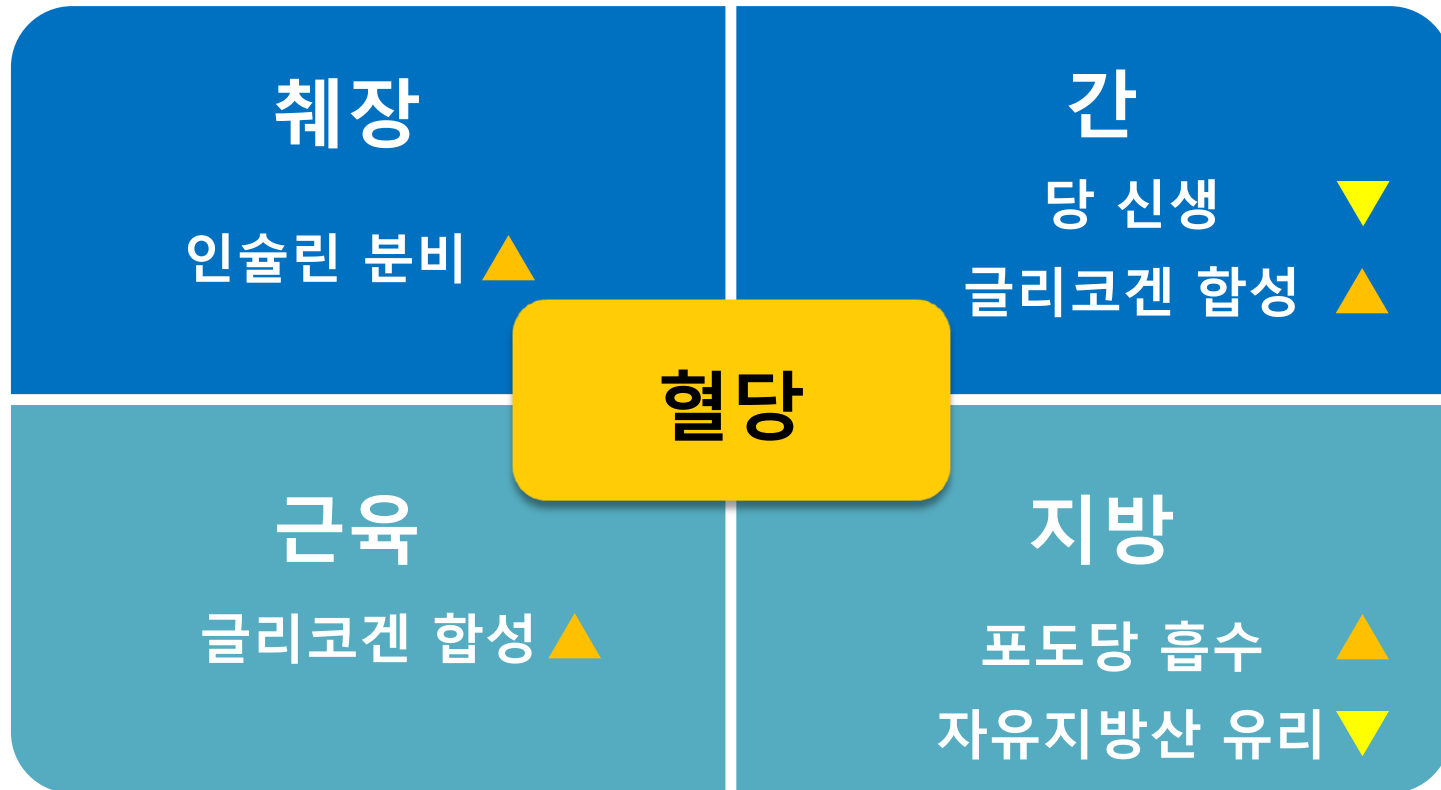 췌장
인슐린 분비
간
당 신생
글리코겐 합성
혈당
근육
글리코겐 합성
지방
포도당 흡수
자유지방산 유리